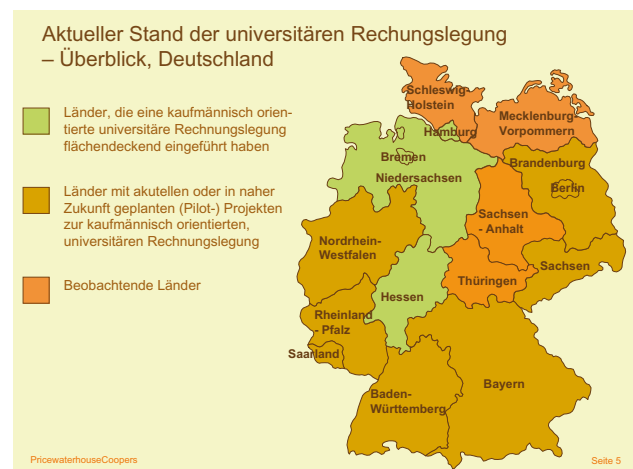 Aktueller Stand der universitären Rechungslegung
– Überblick, Deutschland
Länder, die eine kaufmännisch orien-
tierte universitäre Rechnungslegung
flächendeckend eingeführt haben
Länder mit akutellen oder in naher
Zukunft geplanten (Pilot-) Projekten
zur kaufmännisch orientierten,
universitären Rechnungslegung
Beobachtende Länder
Schleswig-
Holstein
Mecklenburg-
Vorpommern
Hamburg
Bremen
Niedersachsen
Brandenburg
Berlin
Sachsen
- Anhalt
Nordrhein-
Westfalen
Sachsen
Thüringen
Hessen
Rheinland
- Pfalz
Saarland
Bayern
Baden-
Württemberg
PricewaterhouseCoopers
Seite 5